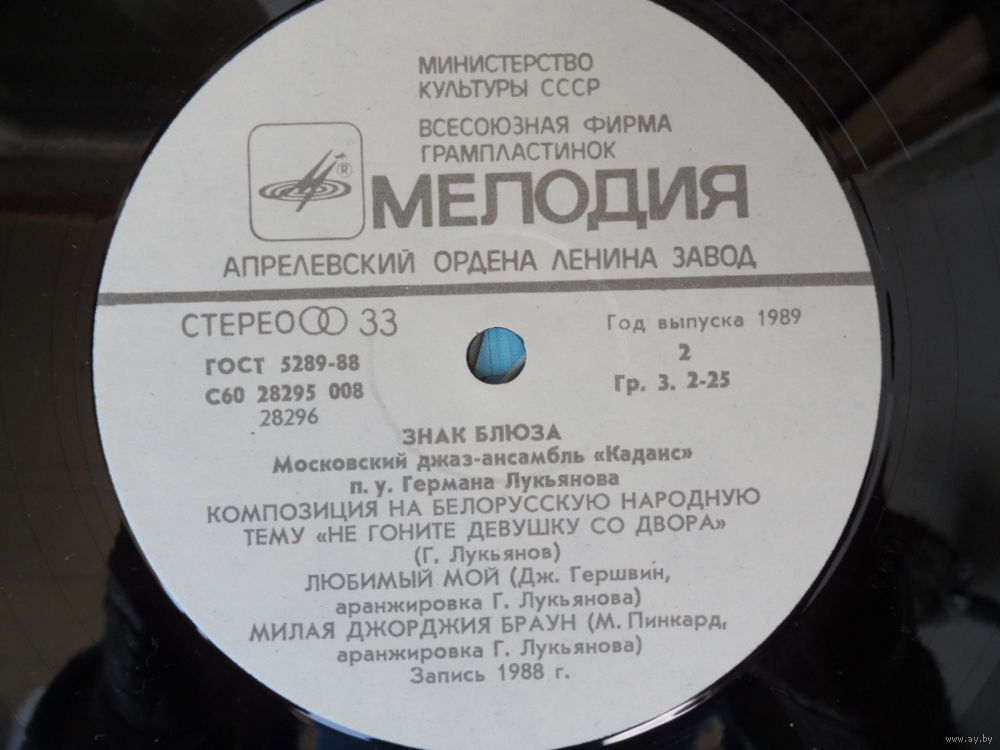 МИНИСТЕРСТВО
КУЛЬТУРЫ СССР
ВСЕСОЮЗНАЯ ФИРМА
ГРАМПЛАСТИНОК
®
МЕЛОДИЯ
АПРЕЛЕВСКИЙ ОРДЕНА ЛЕНИНА ЗАВОД
СТЕРЕО 33
Год выпуска 1989
ГОСТ 5289-88
2
С60 28295 008
Гр. 3. 2-25
28296
ЗНАК БЛЮЗА
Московский джаз-ансамбль «Каданс»
п. у. Германа Лукьянова
КОМПОЗИЦИЯ НА БЕЛОРУССКУЮ НАРОДНУЮ
ТЕМУ «НЕ ГОНИТЕ ДЕВУШКУ СО ДВОРА»
(Г. Лукьянов)
ЛЮБИМЫЙ МОЙ (Дж. Гершвин,
аранжировка Г. Лукьянова)
МИЛАЯ ДЖОРДЖИЯ БРАУН (М. Пинкард,
аранжировка Г. Лукьянова)
Запись 1988 г.
www.ay.by